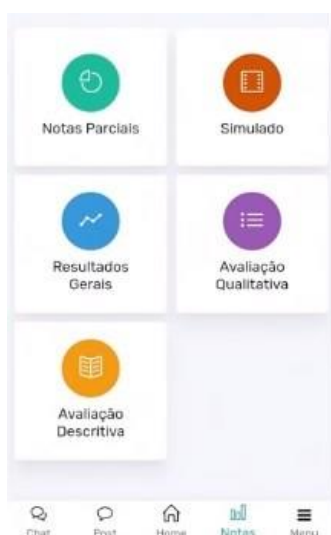 Notas Parciais
Simulado
Resultados
Gerais
Avaliação
Qualitativa
Avaliação
Descritiva
Chat
Post
Home
Notas
Menu